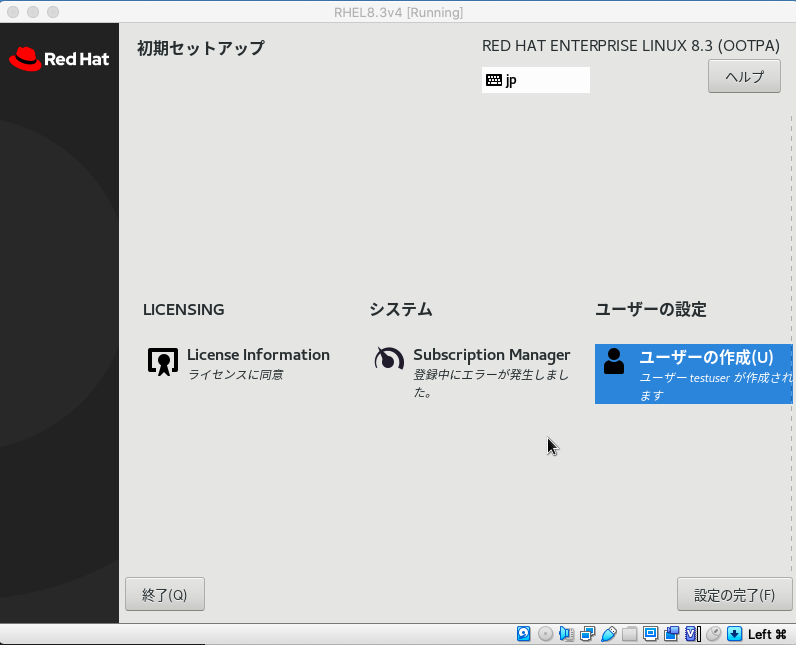 RHEL8.3v4 [Running]
Red Hat
初期セットアップ
RED HAT ENTERPRISE LINUX 8.3 (OOTPA)
jp
ヘルプ
LICENSING
License Information
ライセンスに同意
システム
Subscription Manager
登録中にエラーが発生しまし
た。
ユーザーの設定
ユーザーの作成(U)
ユーザー testuser が作成され
ます
終了(Q)
設定の完了(F)
Left ⌘